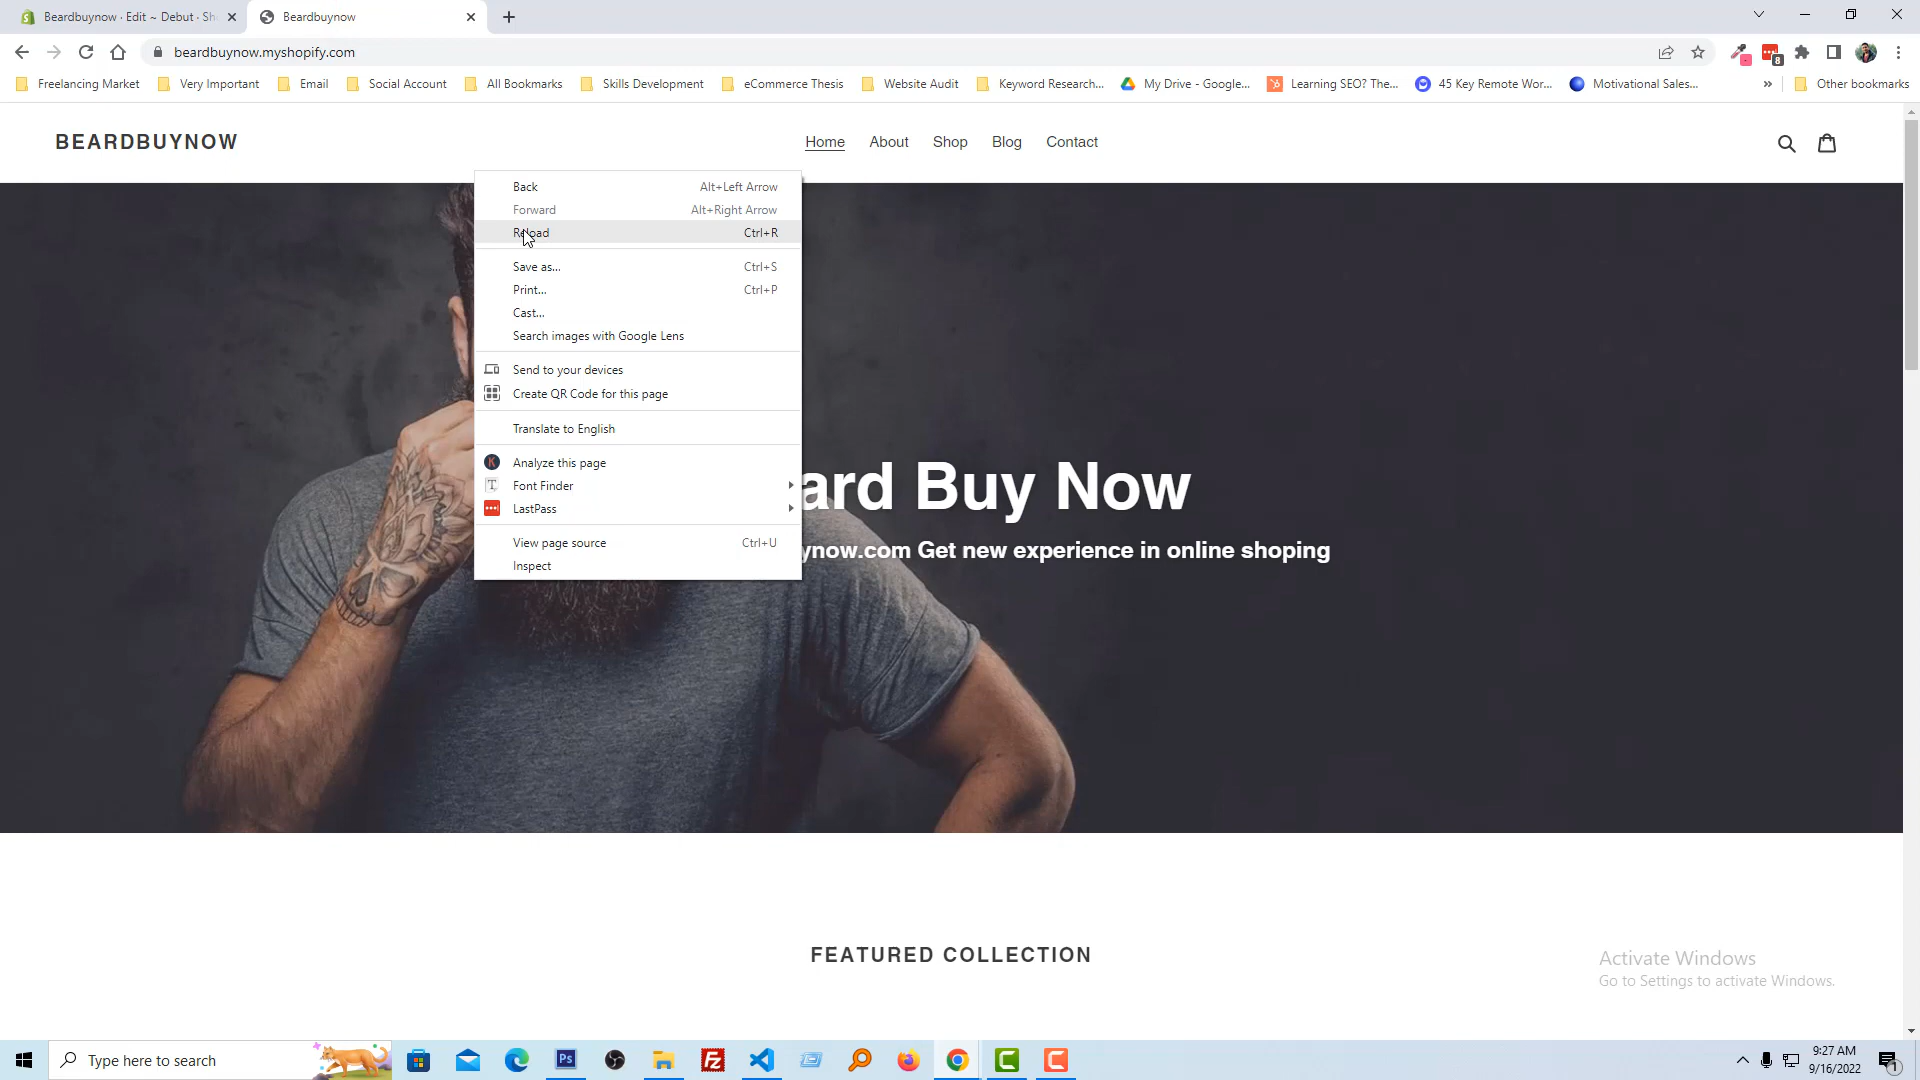 Beardbuynow · Edit ~ Debut · Sh
Beardbuynow
beardbuynow.myshopify.com
8
Freelancing Market
Very Important
Email
Social Account
All Bookmarks
Skills Development
eCommerce Thesis
Website Audit
Keyword Research...
My Drive - Google...
Learning SEO? The...
45 Key Remote Wor...
Motivational Sales...
»
Other bookmarks
BEARDBUYNOW
Home
About
Shop
Blog
Contact
Back Alt+Left Arrow
Forward Alt+Right Arrow
Reload Ctrl+R
Save as... Ctrl+S
Print... Ctrl+P
Cast...
Search images with Google Lens
Send to your devices
Create QR Code for this page
Translate to English
K Analyze this page
T Font Finder
LastPass
View page source Ctrl+U
Inspect
ard Buy Now
ynow.com Get new experience in online shoping
FEATURED COLLECTION
Activate Windows
Go to Settings to activate Windows.
Type here to search
Ps
Fz
C
C
9:27 AM
9/16/2022
1